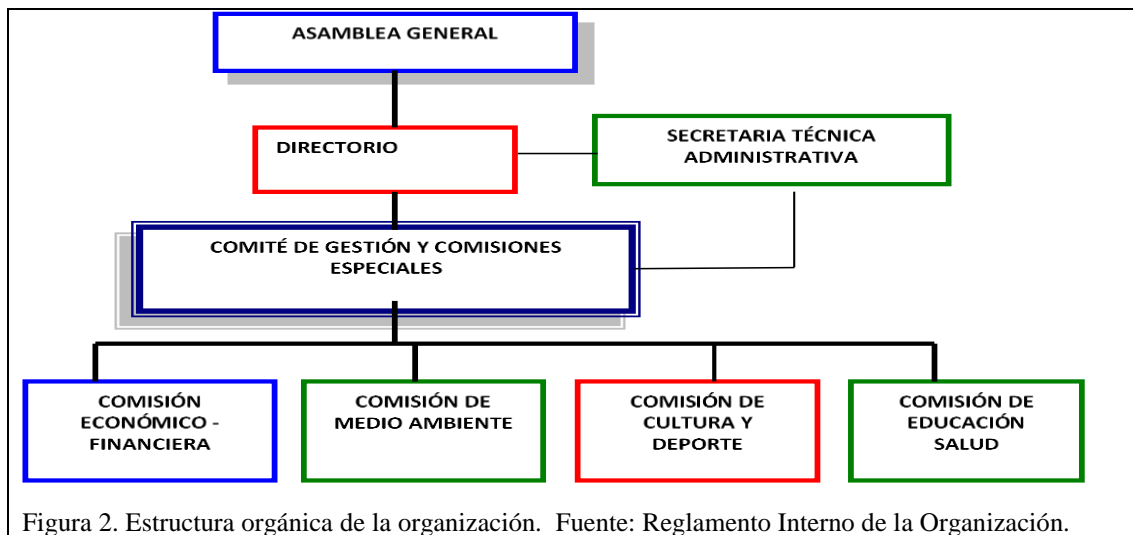 ASAMBLEA GENERAL
DIRECTORIO
SECRETARIA TÉCNICA
ADMINISTRATIVA
COMITÉ DE GESTIÓN Y COMISIONES
ESPECIALES
COMISIÓN
ECONÓMICO -
FINANCIERA
COMISIÓN DE
MEDIO AMBIENTE
COMISIÓN DE
CULTURA Y
DEPORTE
COMISIÓN DE
EDUCACIÓN
SALUD
Figura 2. Estructura orgánica de la organización. Fuente: Reglamento Interno de la Organización.